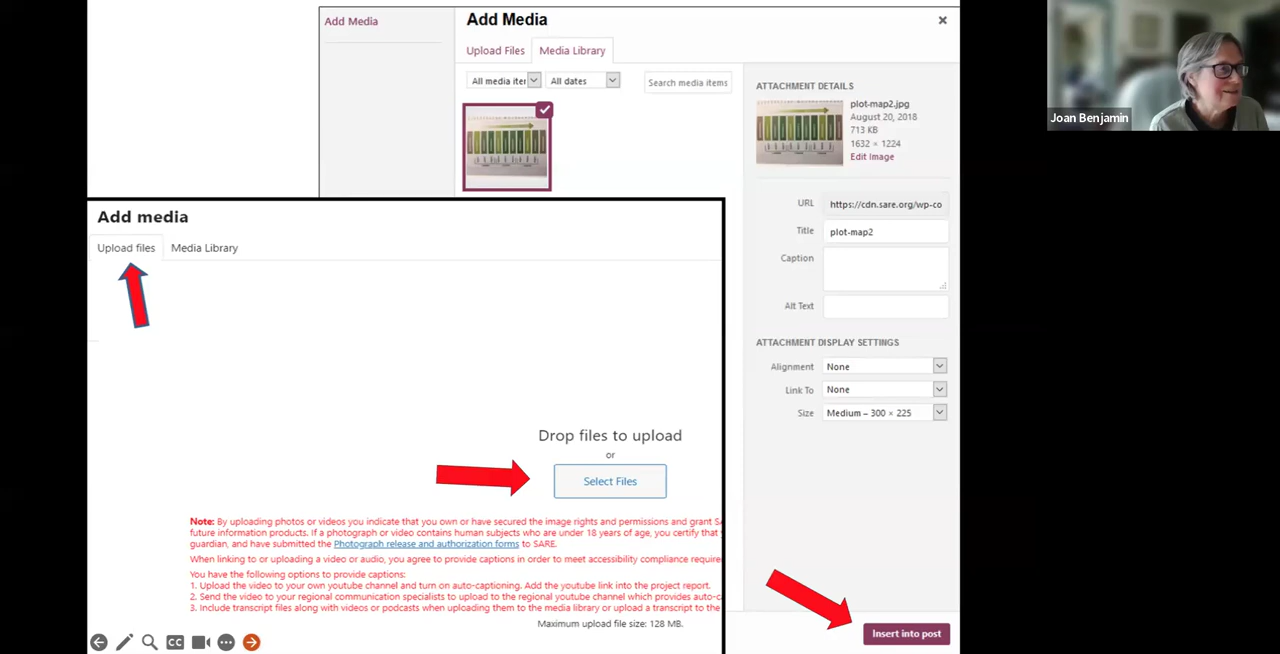 Add Media
Add Media
×
Upload Files
Media Library
All media ite
All dates
Search media items
ATTACHMENT DETAILS
plot-map2.jpg
August 20, 2018
713 KB
1632 × 1224
Edit Image
URL
https://cdn.sare.org/wp-co
Title
plot-map2
Caption
Alt Text
ATTACHMENT DISPLAY SETTINGS
Alignment
None
Link To
None
Size
Medium – 300 × 225
Insert into post
Add media
Upload files
Media Library
Drop files to upload
or
Select Files
Note: By uploading photos or videos you indicate that you own or have secured the image rights and permissions and grant
future information products. If a photograph or video contains human subjects who are under 18 years of age, you certify that
guardian, and have submitted the Photograph release and authorization forms to SARE.
When linking to or uploading a video or audio, you agree to provide captions in order to meet accessibility compliance require
You have the following options to provide captions:
1. Upload the video to your own youtube channel and turn on auto-captioning. Add the youtube link into the project report.
2. Send the video to your regional communication specialists to upload to the regional youtube channel which provides auto-ca
3. Include transcript files along with videos or podcasts when uploading them to the media library or upload a transcript to the
Maximum upload file size: 128 MB.
CC
Joan Benjamin